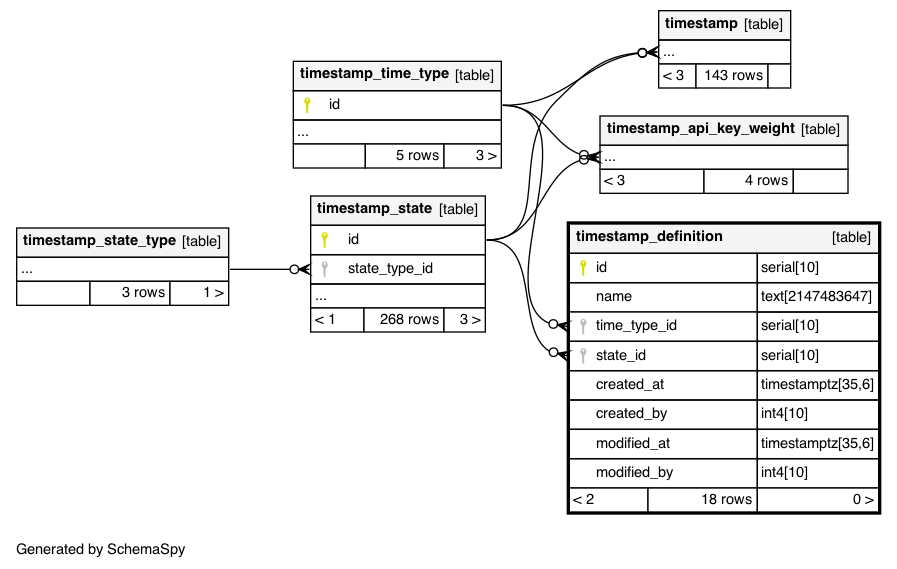 timestamp [table]
...
< 3 143 rows
timestamp_time_type [table]
id
...
5 rows 3 >
timestamp_api_key_weight [table]
...
< 3 4 rows
timestamp_state [table]
id
state_type_id
...
< 1 268 rows 3 >
timestamp_state_type [table]
...
3 rows 1 >
timestamp_definition [table]
id serial[10]
name text[2147483647]
time_type_id serial[10]
state_id serial[10]
created_at timestamptz[35,6]
created_by int4[10]
modified_at timestamptz[35,6]
modified_by int4[10]
< 2 18 rows 0 >
Generated by SchemaSpy